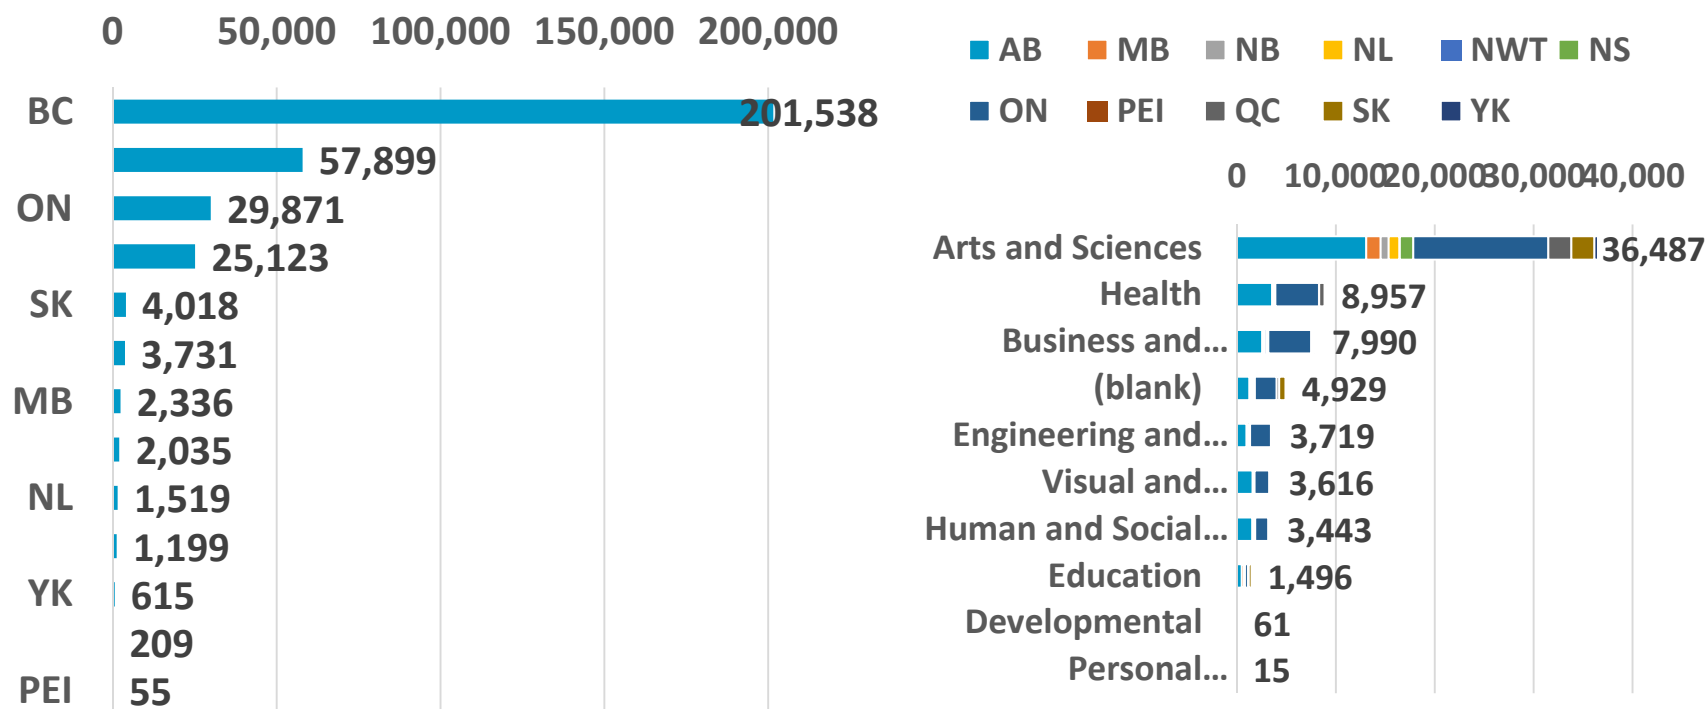 0 50,000 100,000 150,000 200,000
BC 201,538
57,899
ON 29,871
25,123
SK 4,018
3,731
MB 2,336
2,035
NL 1,519
1,199
YK 615
209
PEI 55
AB MB NB NL NWT NS
ON PEI QC SK YK
0 10,000 20,000 30,000 40,000
Arts and Sciences 36,487
Health 8,957
Business and... 7,990
(blank) 4,929
Engineering and... 3,719
Visual and... 3,616
Human and Social... 3,443
Education 1,496
Developmental 61
Personal... 15